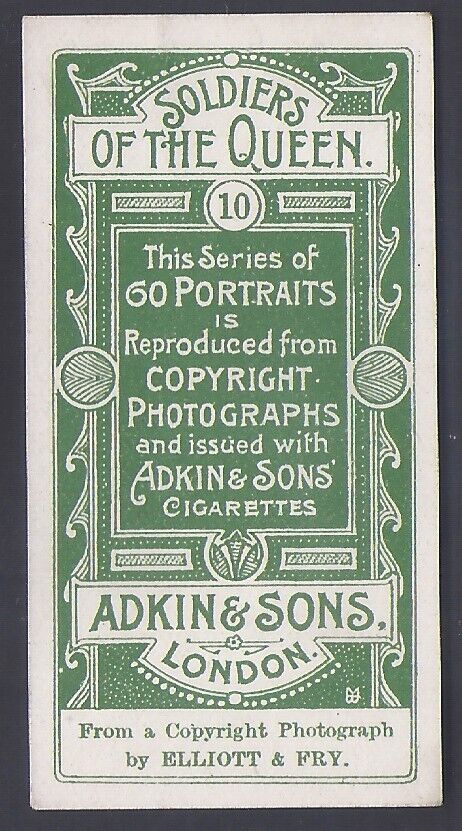 SOLDIERS
OF THE QUEEN.
10
This Series of
60 PORTRAITS
IS
Reproduced from
COPYRIGHT
PHOTOGRAPHS
and issued with
ADKIN & SONS'
CIGARETTES
ADKIN & SONS,
LONDON.
From a Copyright Photograph
by ELLIOTT & FRY.